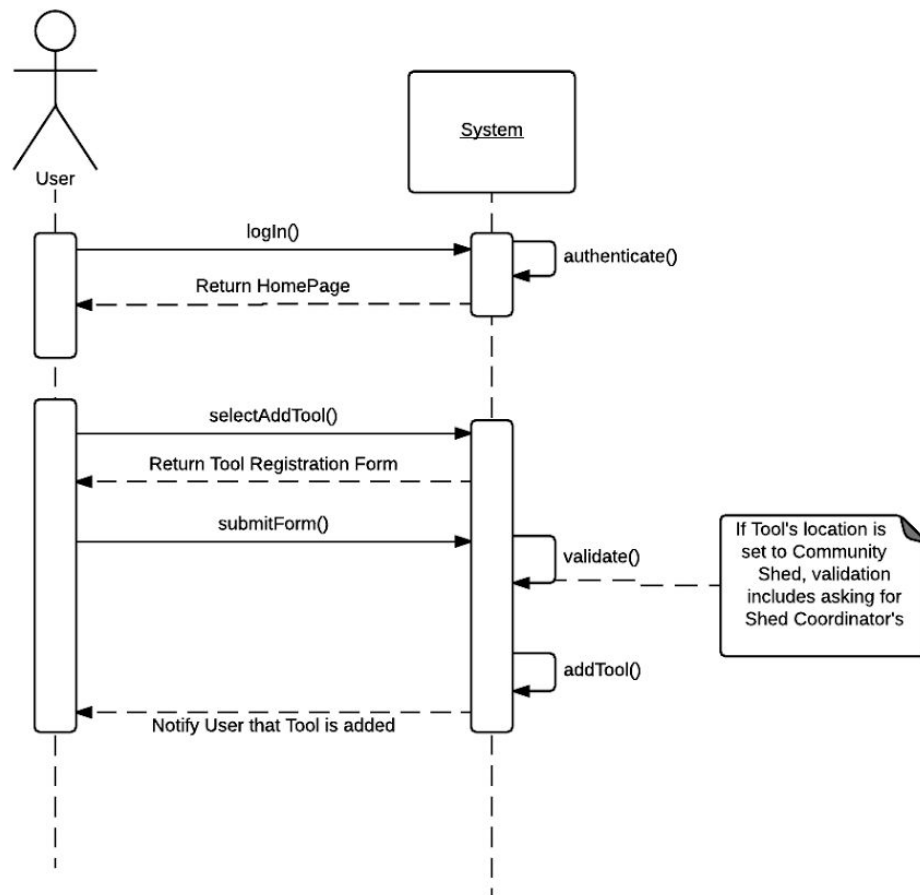 User
System
logIn()
authenticate()
Return HomePage
selectAddTool()
Return Tool Registration Form
submitForm()
validate()
If Tool's location is
set to Community
Shed, validation
includes asking for
Shed Coordinator's
addTool()
Notify User that Tool is added